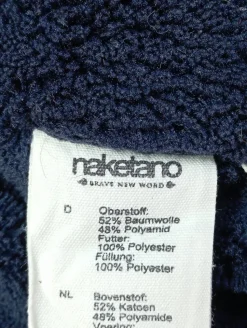 naketano
BRAVE NEW WORD
D Oberstoff:
52% Baumwolle
48% Polyamid
Futter:
100% Polyester
Füllung:
100% Polyester
NL Bovenstof:
52% Katoen
48% Polyamide
Voering: